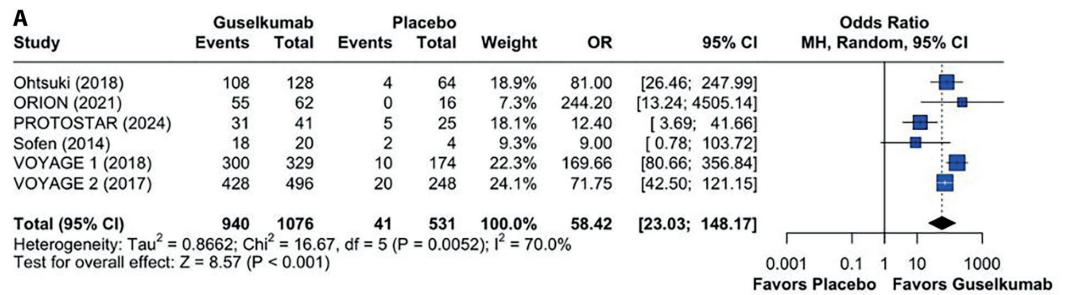 A
Guselkumab Placebo Odds Ratio
Study Events Total Events Total Weight OR 95% CI MH, Random, 95% CI
Ohtsuki (2018) 108 128 4 64 18.9% 81.00 [26.46; 247.99]
ORION (2021) 55 62 0 16 7.3% 244.20 [13.24; 4505.14]
PROTOSTAR (2024) 31 41 5 25 18.1% 12.40 [ 3.69; 41.66]
Sofen (2014) 18 20 2 4 9.3% 9.00 [ 0.78; 103.72]
VOYAGE 1 (2018) 300 329 10 174 22.3% 169.66 [80.66; 356.84]
VOYAGE 2 (2017) 428 496 20 248 24.1% 71.75 [42.50; 121.15]
Total (95% CI) 940 1076 41 531 100.0% 58.42 [23.03; 148.17]
Heterogeneity: Tau² = 0.8662; Chi² = 16.67, df = 5 (P = 0.0052); I² = 70.0%
Test for overall effect: Z = 8.57 (P < 0.001)
0.001 0.1 1 10 1000
Favors Placebo Favors Guselkumab